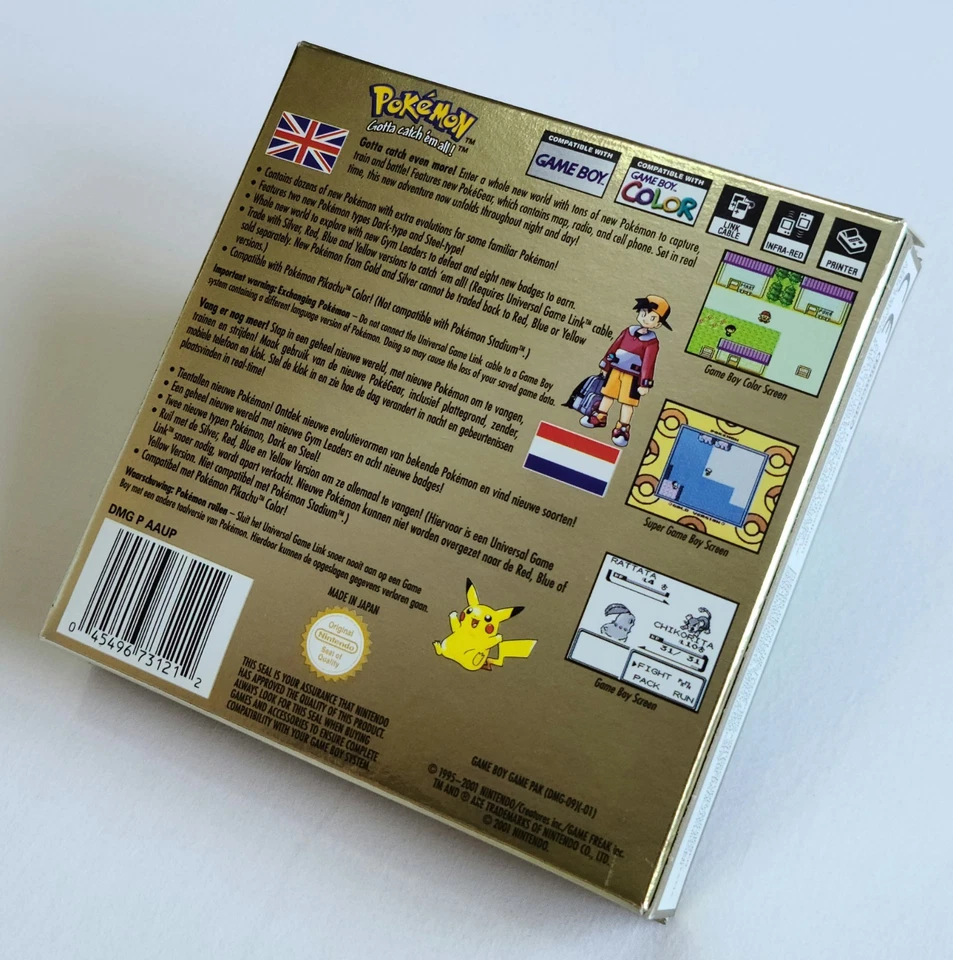 POKéMON™
Gotta catch 'em all!™
Gotta catch even more! Enter a whole new world with tons of new Pokémon to capture,
train and battle! Features new PokéGear, which contains map, radio, and cell phone. Set in real
time, this new adventure now unfolds throughout night and day!
• Contains dozens of new Pokémon with extra evolutions for some familiar Pokémon!
• Features two new Pokémon types Dark-type and Steel-type!
• Whole new world to explore with new Gym Leaders to defeat and eight new badges to earn.
• Trade with Silver, Red, Blue and Yellow versions to catch 'em all! (Requires Universal Game Link™ cable,
sold separately. New Pokémon from Gold and Silver cannot be traded back to Red, Blue or Yellow
versions.)
• Compatible with Pokémon Pikachu™ Color! (Not compatible with Pokémon Stadium™.)
Important warning: Exchanging Pokémon – Do not connect the Universal Game Link cable to a Game Boy
system containing a different language version of Pokémon. Doing so may cause the loss of your saved game data.
Vang er nog meer! Stap in een geheel nieuwe wereld, met nieuwe Pokémon om te vangen,
trainen en strijden! Maak gebruik van de nieuwe PokéGear, inclusief plattegrond, zender,
mobiele telefoon en klok. Stel de klok in en zie hoe de dag verandert in nacht en gebeurtenissen
plaatsvinden in real-time!
• Tientallen nieuwe Pokémon! Ontdek nieuwe evolutievormen van bekende Pokémon en vind nieuwe soorten!
• Een geheel nieuwe wereld met nieuwe Gym Leaders en acht nieuwe badges!
• Twee nieuwe typen Pokémon, Dark en Steel!
• Ruil met de Silver, Red, Blue en Yellow Version om ze allemaal te vangen! (Hiervoor is een Universal Game
Link™ snoer nodig, wordt apart verkocht. Nieuwe Pokémon kunnen niet worden overgezet naar de Red, Blue of
Yellow Version. Niet compatibel met Pokémon Stadium™.)
• Compatibel met Pokémon Pikachu™ Color!
Waarschuwing: Pokémon ruilen – Sluit het Universal Game Link snoer nooit aan op een Game
Boy met een andere taalversie van Pokémon. Hierdoor kunnen de opgeslagen gegevens verloren gaan.
COMPATIBLE WITH
GAME BOY™
COMPATIBLE WITH
GAME BOY
COLOR
LINK
CABLE
INFRA-RED
PRINTER
Game Boy Color Screen
Super Game Boy Screen
RATTATA
CHIKORITA
31/ 31
▶FIGHT PKMN
PACK RUN
Game Boy Screen
DMG P AAUP
0 45496 73121 2
MADE IN JAPAN
Original
Nintendo
Seal of
Quality
THIS SEAL IS YOUR ASSURANCE THAT NINTENDO
HAS APPROVED THE QUALITY OF THIS PRODUCT.
ALWAYS LOOK FOR THIS SEAL WHEN BUYING
GAMES AND ACCESSORIES TO ENSURE COMPLETE
COMPATIBILITY WITH YOUR GAME BOY SYSTEM.
GAME BOY GAME PAK (DMG-09)(-01)
© 1995-2001 NINTENDO/Creatures inc./GAME FREAK inc.
TM AND ® ARE TRADEMARKS OF NINTENDO CO., LTD.
© 2001 NINTENDO.